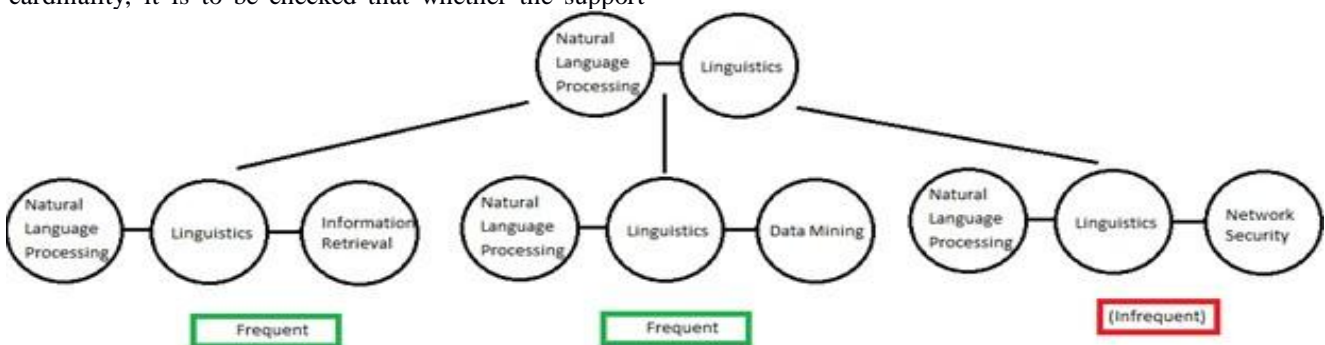 cardinality, it is to be checked that whether the support
Natural
Language
Processing
Linguistics
Natural
Language
Processing
Linguistics
Information
Retrieval
Natural
Language
Processing
Linguistics
Data Mining
Natural
Language
Processing
Linguistics
Network
Security
Frequent
Frequent
(Infrequent)